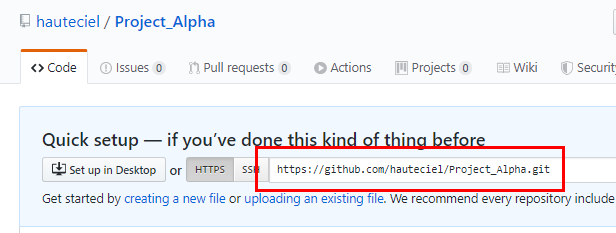 hauteciel / Project_Alpha
Code Issues 0 Pull requests 0 Actions Projects 0 Wiki Security
Quick setup — if you’ve done this kind of thing before
Set up in Desktop or HTTPS SSH https://github.com/hauteciel/Project_Alpha.git
Get started by creating a new file or uploading an existing file. We recommend every repository include